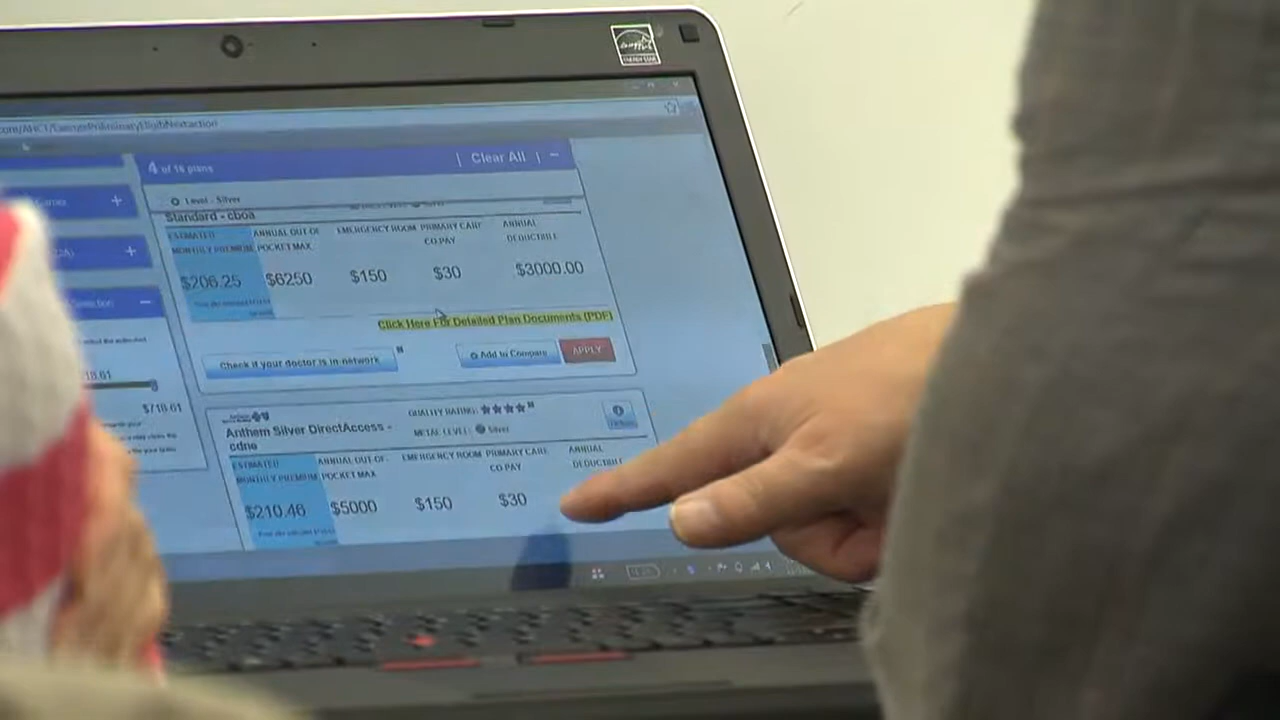 ENERGY STAR
4 of 16 plans | Clear All | −
Level - Silver
Standard - cboa
ESTIMATED MONTHLY PREMIUM
ANNUAL OUT-OF-POCKET MAX
EMERGENCY ROOM
PRIMARY CARE CO PAY
ANNUAL DEDUCTIBLE
$206.25 $6250 $150 $30 $3000.00
Click Here For Detailed Plan Documents (PDF)
Check if your doctor is in-network
Add to Compare
APPLY
$718.61
QUALITY RATING:
METAL LEVEL: Silver
Anthem Silver DirectAccess -
cdne
ESTIMATED MONTHLY PREMIUM
ANNUAL OUT-OF-POCKET MAX
EMERGENCY ROOM
PRIMARY CARE CO PAY
ANNUAL DEDUCTIBLE
$210.46 $5000 $150 $30